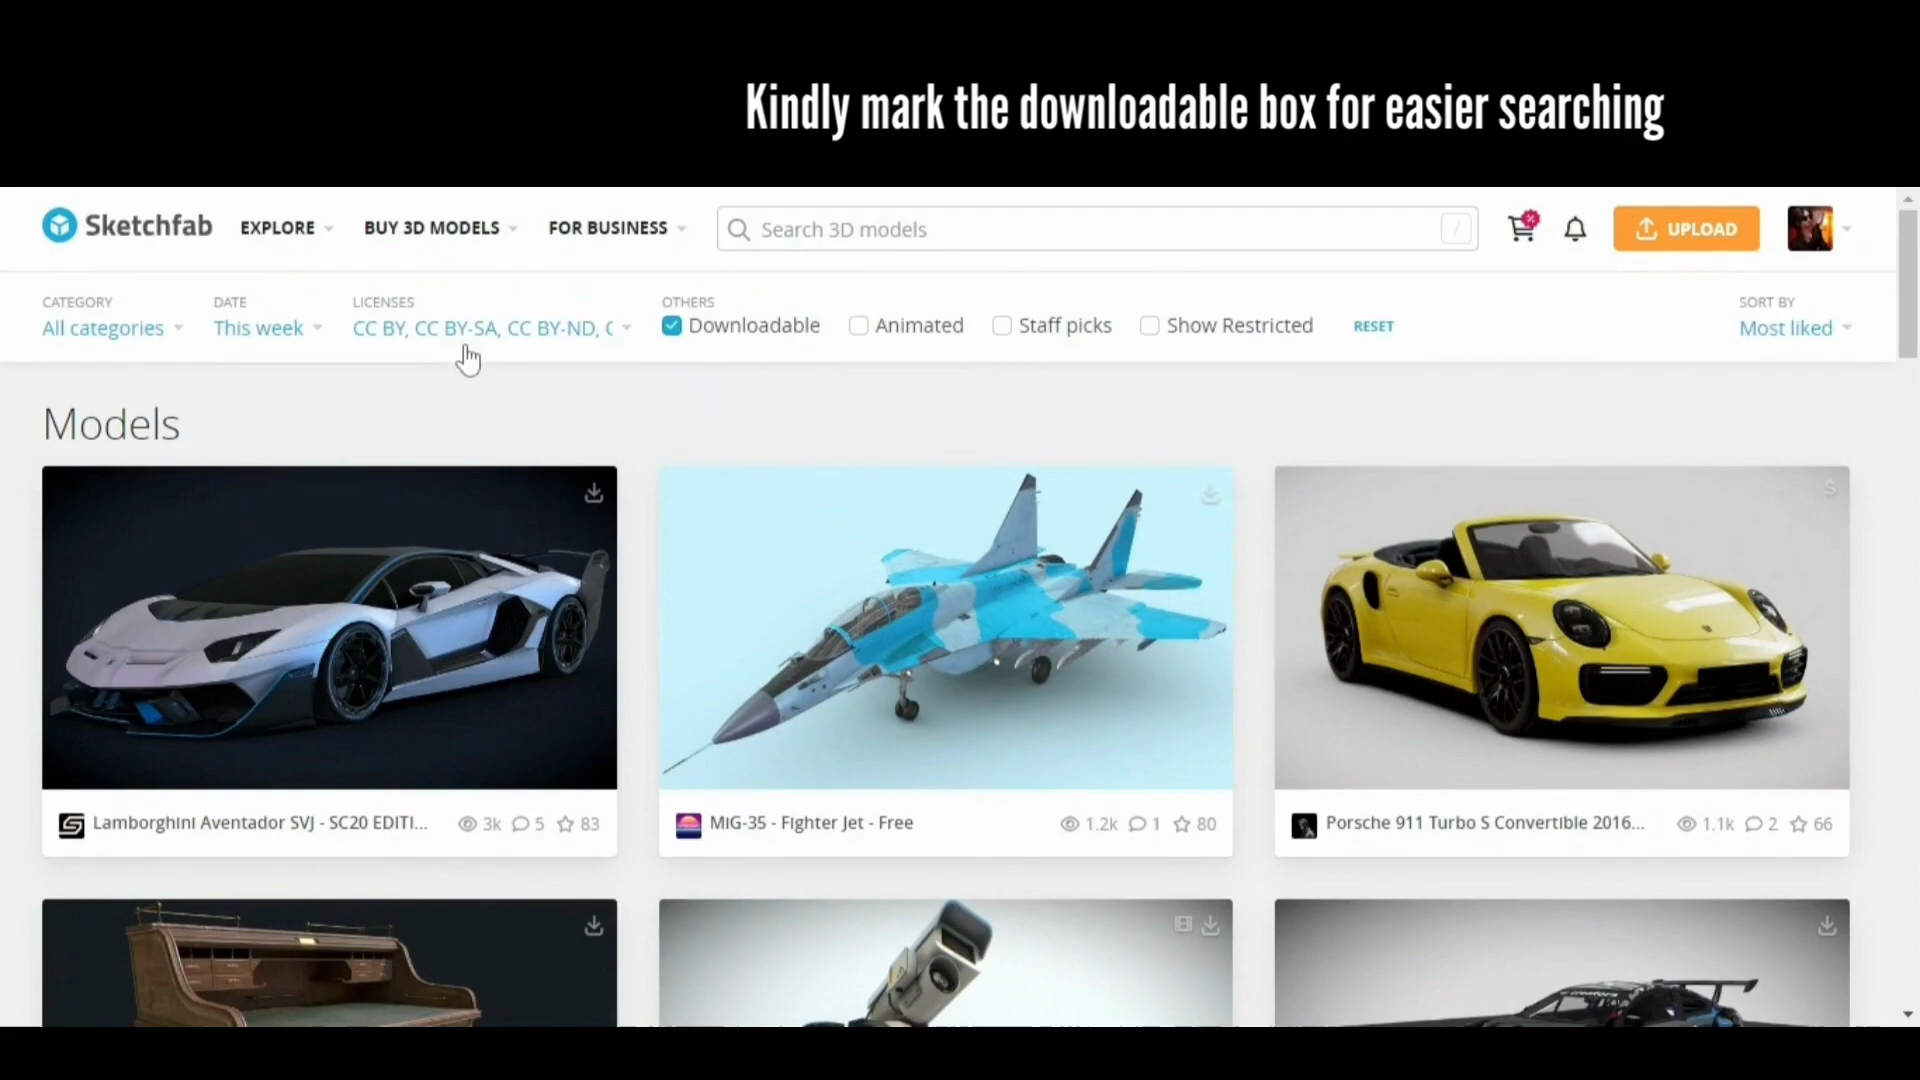 Kindly mark the downloadable box for easier searching
Sketchfab EXPLORE BUY 3D MODELS FOR BUSINESS Search 3D models / % UPLOAD
CATEGORY DATE LICENSES OTHERS SORT BY
All categories This week CC BY, CC BY-SA, CC BY-ND, C Downloadable Animated Staff picks Show Restricted RESET Most liked
Models
$
Lamborghini Aventador SVJ - SC20 EDITI... 3k 5 83
MiG-35 - Fighter Jet - Free 1.2k 1 80
Porsche 911 Turbo S Convertible 2016... 1.1k 2 66